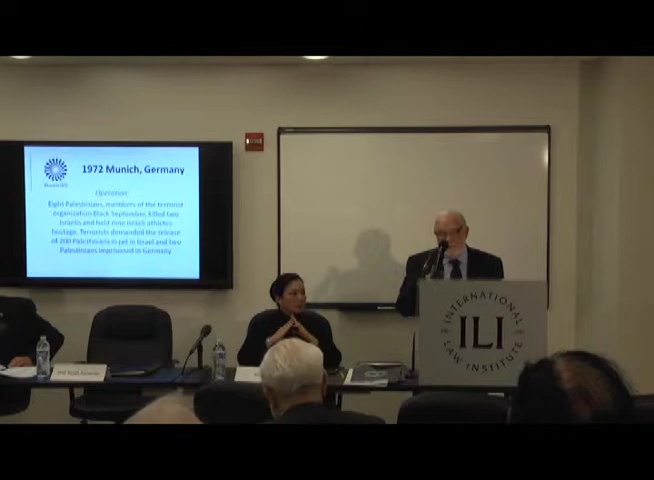 1972 Munich, Germany
Operation:
Eight Palestinians, members of the terrorist
organization Black September, killed two
Israelis and held nine Israeli athletes
hostage. Terrorists demanded the release
of 200 Palestinians in jail in Israel and two
Palestinians imprisoned in Germany
INTERNATIONAL
ILI
LAW INSTITUTE